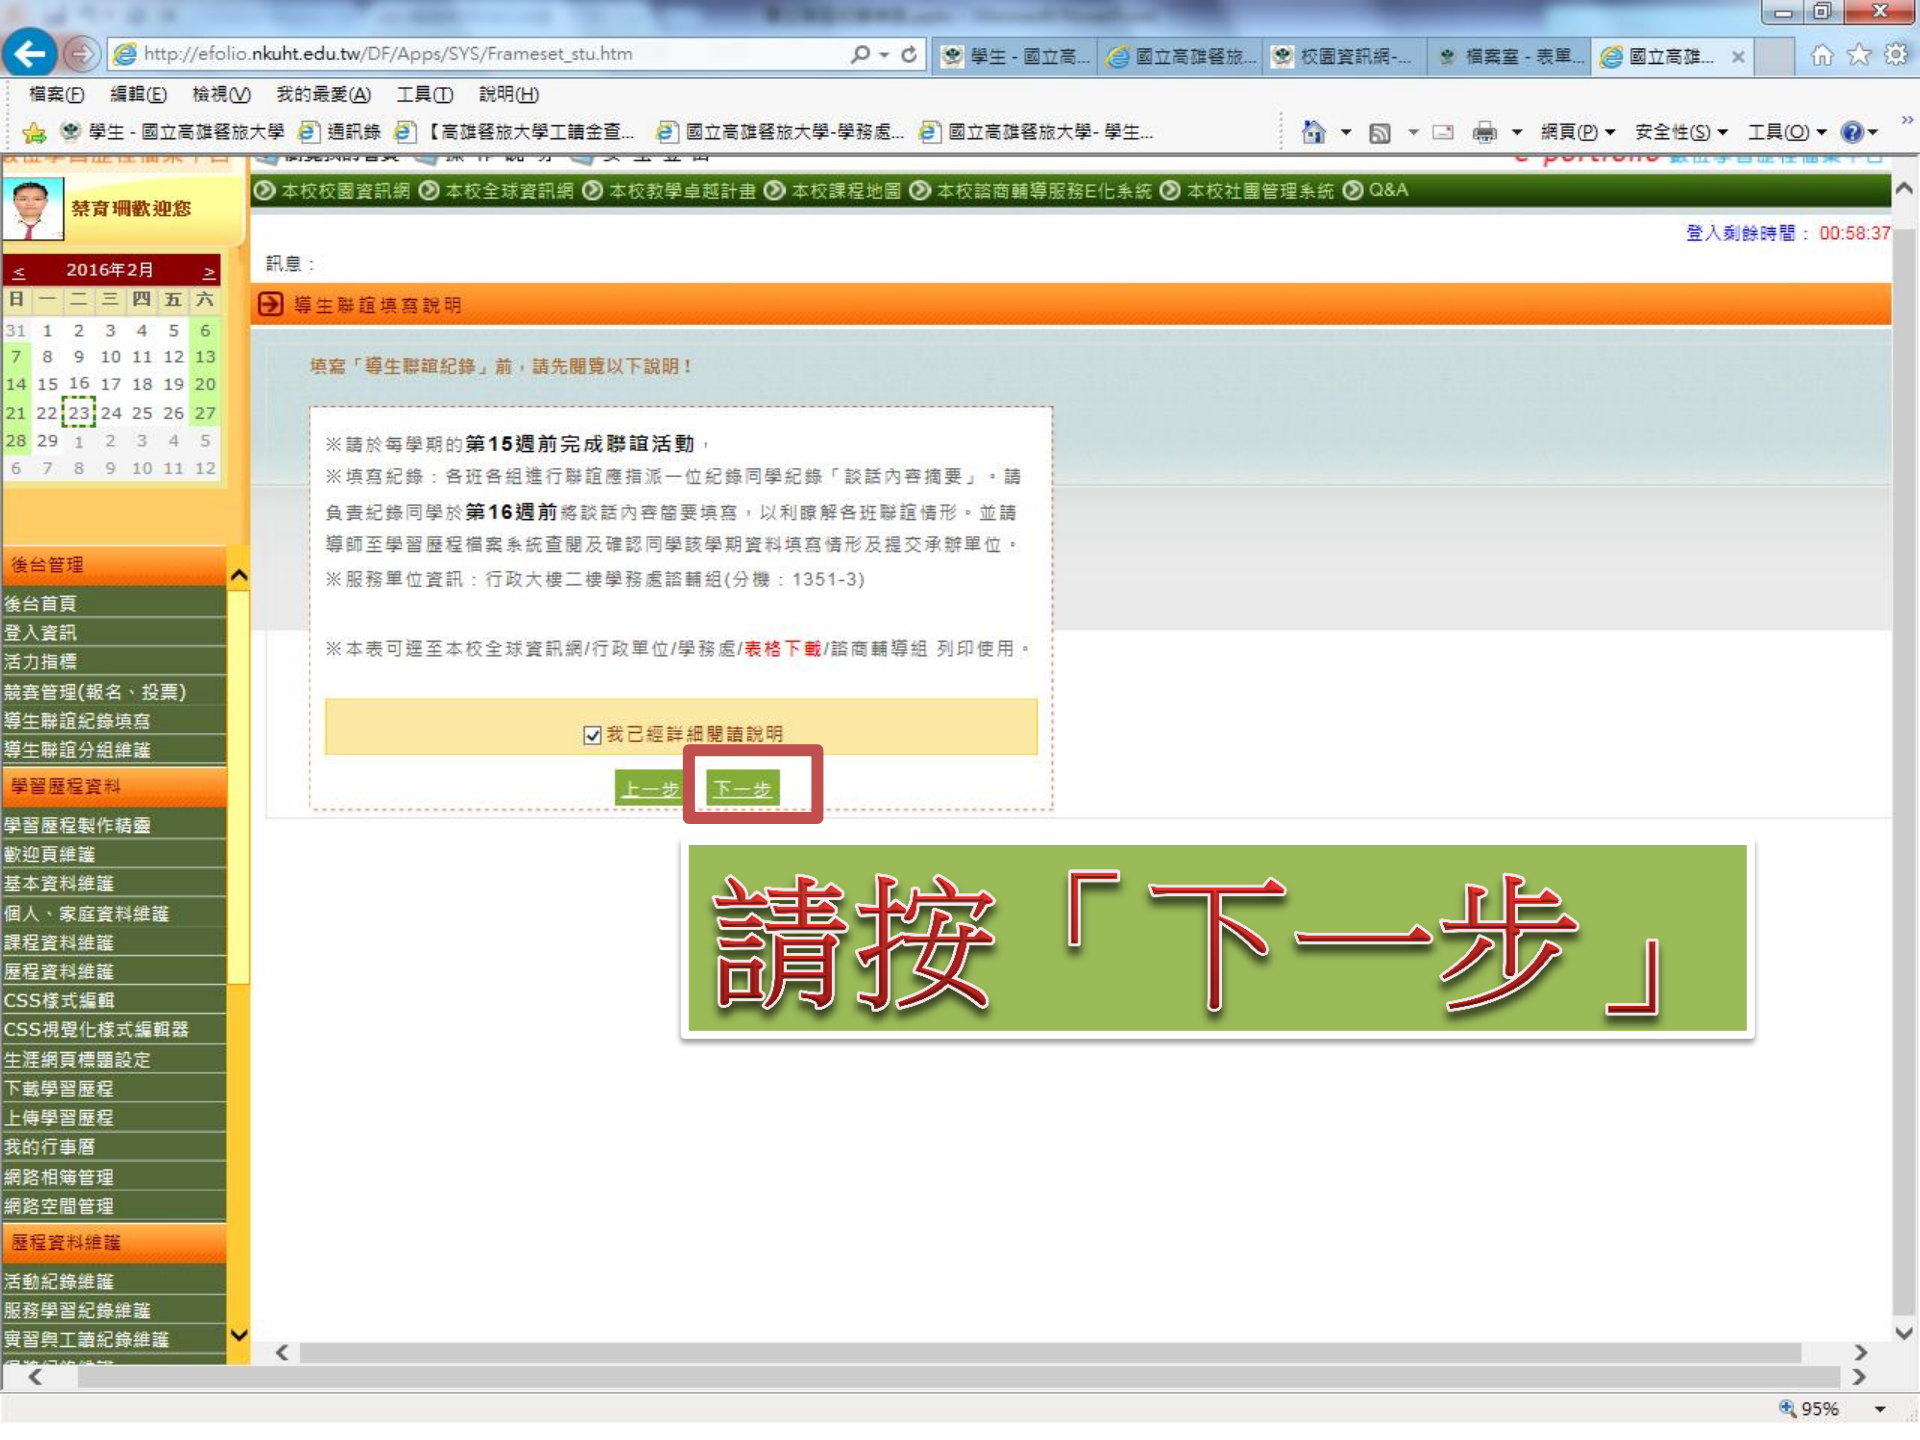 http://efolio.nkuht.edu.tw/DF/Apps/SYS/Frameset_stu.htm
學生 - 國立高...
國立高雄餐旅...
校園資訊網-...
檔案室 - 表單...
國立高雄...
檔案(F) 編輯(E) 檢視(V) 我的最愛(A) 工具(T) 說明(H)
學生 - 國立高雄餐旅大學 通訊錄 【高雄餐旅大學工讀金查... 國立高雄餐旅大學-學務處... 國立高雄餐旅大學- 學生...
網頁(P) 安全性(S) 工具(O)
本校校園資訊網 本校全球資訊網 本校教學卓越計畫 本校課程地圖 本校諮商輔導服務E化系統 本校社團管理系統 Q&A
蔡育珊歡迎您
登入剩餘時間：00:58:37
訊息：
≤ 2016年2月 ≥
日 一 二 三 四 五 六
31 1 2 3 4 5 6
7 8 9 10 11 12 13
14 15 16 17 18 19 20
21 22 23 24 25 26 27
28 29 1 2 3 4 5
6 7 8 9 10 11 12
導生聯誼填寫說明
填寫「導生聯誼紀錄」前，請先閱覽以下說明！
※請於每學期的第15週前完成聯誼活動，
※填寫紀錄：各班各組進行聯誼應指派一位紀錄同學紀錄「談話內容摘要」。請
負責紀錄同學於第16週前將談話內容簡要填寫，以利瞭解各班聯誼情形。並請
導師至學習歷程檔案系統查閱及確認同學該學期資料填寫情形及提交承辦單位。
※服務單位資訊：行政大樓二樓學務處諮輔組(分機：1351-3)
※本表可逕至本校全球資訊網/行政單位/學務處/表格下載/諮商輔導組 列印使用。
我已經詳細閱讀說明
上一步 下一步
請按「下一步」
後台管理
後台首頁
登入資訊
活力指標
競賽管理(報名、投票)
導生聯誼紀錄填寫
導生聯誼分組維護
學習歷程資料
學習歷程製作精靈
歡迎頁維護
基本資料維護
個人、家庭資料維護
課程資料維護
歷程資料維護
CSS樣式編輯
CSS視覺化樣式編輯器
生涯網頁標題設定
下載學習歷程
上傳學習歷程
我的行事曆
網路相簿管理
網路空間管理
歷程資料維護
活動紀錄維護
服務學習紀錄維護
實習與工讀紀錄維護
95%